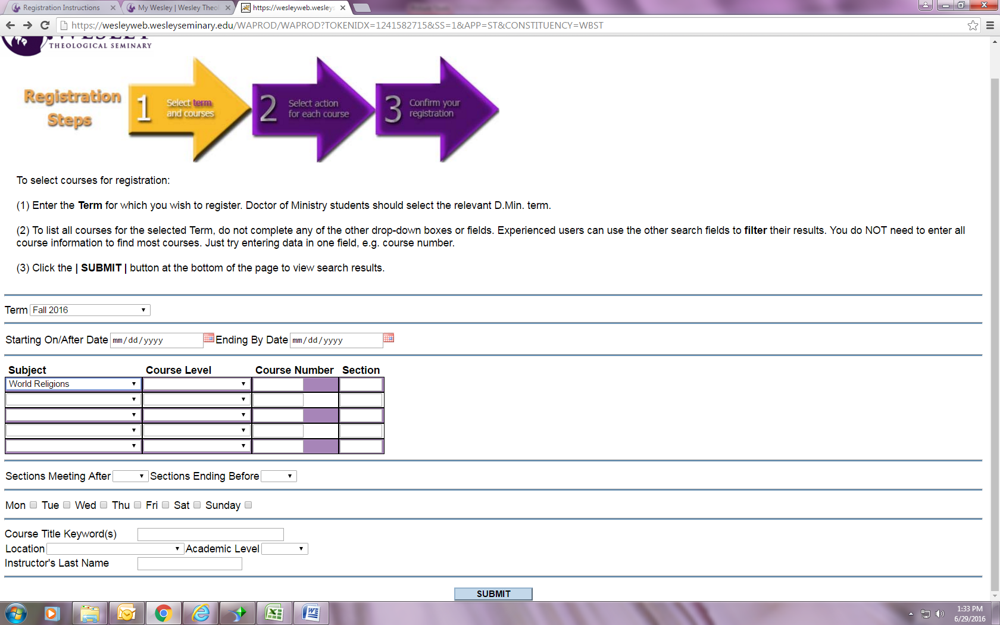 Registration Instructions
My Wesley | Wesley Theol
https://wesleyweb.wesleys
https://wesleyweb.wesleyseminary.edu/WAPROD/WAPROD?TOKENIDX=1241582715&SS=1&APP=ST&CONSTITUENCY=WBST
WESLEY
THEOLOGICAL SEMINARY
Registration
Steps
1
Select term
and courses
2
Select action
for each course
3
Confirm your
registration
To select courses for registration:
(1) Enter the Term for which you wish to register. Doctor of Ministry students should select the relevant D.Min. term.
(2) To list all courses for the selected Term, do not complete any of the other drop-down boxes or fields. Experienced users can use the other search fields to filter their results. You do NOT need to enter all
course information to find most courses. Just try entering data in one field, e.g. course number.
(3) Click the | SUBMIT | button at the bottom of the page to view search results.
Term Fall 2016
Starting On/After Date mm/dd/yyyy Ending By Date mm/dd/yyyy
Subject Course Level Course Number Section
World Religions
Sections Meeting After Sections Ending Before
Mon Tue Wed Thu Fri Sat Sunday
Course Title Keyword(s)
Location Academic Level
Instructor's Last Name
SUBMIT
1:33 PM
6/29/2016